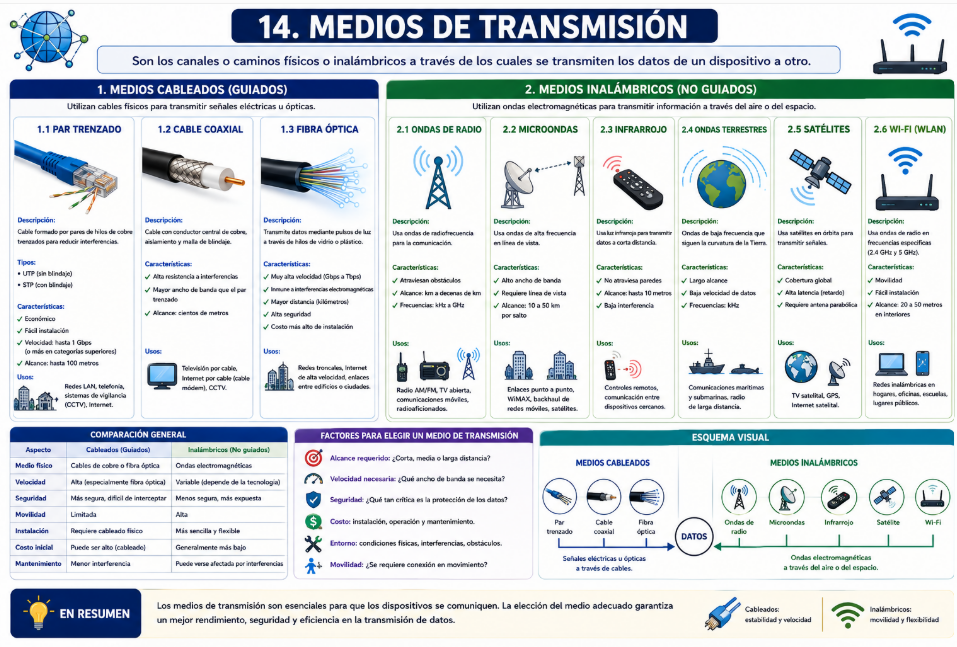 14. MEDIOS DE TRANSMISIÓN
Son los canales o caminos físicos o inalámbricos a través de los cuales se transmiten los datos de un dispositivo a otro.
1. MEDIOS CABLEADOS (GUIADOS)
Utilizan cables físicos para transmitir señales eléctricas u ópticas.
1.1 PAR TRENZADO
Descripción:
Cable formado por pares de hilos de cobre
trenzados para reducir interferencias.
Tipos:
• UTP (sin blindaje)
• STP (con blindaje)
Características:
✓ Económico
✓ Fácil instalación
✓ Velocidad: hasta 1 Gbps
(o más en categorías superiores)
✓ Alcance: hasta 100 metros
Usos:
Redes LAN, telefonía,
sistemas de vigilancia
(CCTV), Internet.
1.2 CABLE COAXIAL
Descripción:
Cable con conductor central de cobre,
aislamiento y malla de blindaje.
Características:
✓ Alta resistencia a interferencias
✓ Mayor ancho de banda que el par
trenzado
✓ Alcance: cientos de metros
Usos:
Televisión por cable,
Internet por cable (cable
módem), CCTV.
1.3 FIBRA ÓPTICA
Descripción:
Transmite datos mediante pulsos de luz
a través de hilos de vidrio o plástico.
Características:
✓ Muy alta velocidad (Gbps a Tbps)
✓ Inmune a interferencias electromagnéticas
✓ Mayor distancia (kilómetros)
✓ Alta seguridad
✓ Costo más alto de instalación
Usos:
Redes troncales, Internet
de alta velocidad, enlaces
entre edificios o ciudades.
2. MEDIOS INALÁMBRICOS (NO GUIADOS)
Utilizan ondas electromagnéticas para transmitir información a través del aire o del espacio.
2.1 ONDAS DE RADIO
Descripción:
Usa ondas de radiofrecuencia
para la comunicación.
Características:
✓ Atraviesan obstáculos
✓ Alcance: km a decenas de km
✓ Frecuencias: kHz a GHz
Usos:
Radio AM/FM, TV abierta,
comunicaciones móviles,
radioaficionados.
2.2 MICROONDAS
Descripción:
Usa ondas de alta frecuencia
en línea de vista.
Características:
✓ Alto ancho de banda
✓ Requiere línea de vista
✓ Alcance: 10 a 50 km
por salto
Usos:
Enlaces punto a punto,
WiMAX, backhaul de
redes móviles, satélites.
2.3 INFRARROJO
Descripción:
Usa luz infrarroja para transmitir
datos a corta distancia.
Características:
✓ No atraviesa paredes
✓ Alcance: hasta 10 metros
✓ Baja interferencia
Usos:
Controles remotos,
comunicación entre
dispositivos cercanos.
2.4 ONDAS TERRESTRES
Descripción:
Ondas de baja frecuencia que
siguen la curvatura de la Tierra.
Características:
✓ Largo alcance
✓ Baja velocidad de datos
✓ Frecuencias: kHz
Usos:
Comunicaciones marítimas
y submarinas, radio
de larga distancia.
2.5 SATÉLITES
Descripción:
Usa satélites en órbita para
transmitir señales.
Características:
✓ Cobertura global
✓ Alta latencia (retardo)
✓ Requiere antena parabólica
Usos:
TV satelital, GPS,
Internet satelital.
2.6 WI-FI (WLAN)
Descripción:
Usa ondas de radio en
frecuencias específicas
(2.4 GHz y 5 GHz).
Características:
✓ Movilidad
✓ Fácil instalación
✓ Alcance: 20 a 50 metros
en interiores
Usos:
Redes inalámbricas en
hogares, oficinas, escuelas,
lugares públicos.
COMPARACIÓN GENERAL
Aspecto Cableados (Guiados) Inalámbricos (No guiados)
Medio físico Cables de cobre o fibra óptica Ondas electromagnéticas
Velocidad Alta (especialmente fibra óptica) Variable (depende de la tecnología)
Seguridad Más segura, difícil de interceptar Menos segura, más expuesta
Movilidad Limitada Alta
Instalación Requiere cableado físico Más sencilla y flexible
Costo inicial Puede ser alto (cableado) Generalmente más bajo
Mantenimiento Menor interferencia Puede verse afectada por interferencias
FACTORES PARA ELEGIR UN MEDIO DE TRANSMISIÓN
Alcance requerido: ¿Corta, media o larga distancia?
Velocidad necesaria: ¿Qué ancho de banda se necesita?
Seguridad: ¿Qué tan crítica es la protección de los datos?
$
Costo: instalación, operación y mantenimiento.
Entorno: condiciones físicas, interferencias, obstáculos.
Movilidad: ¿Se requiere conexión en movimiento?
ESQUEMA VISUAL
MEDIOS CABLEADOS
Par
trenzado
Cable
coaxial
Fibra
óptica
Señales eléctricas u ópticas
a través de cables.
DATOS
MEDIOS INALÁMBRICOS
Ondas de
radio
Microondas
Infrarrojo
Satélite
Wi-Fi
Ondas electromagnéticas
a través del aire o del espacio.
EN RESUMEN
Los medios de transmisión son esenciales para que los dispositivos se comuniquen. La elección del medio adecuado garantiza
un mejor rendimiento, seguridad y eficiencia en la transmisión de datos.
Cableados:
estabilidad y velocidad
Inalámbricos:
movilidad y flexibilidad